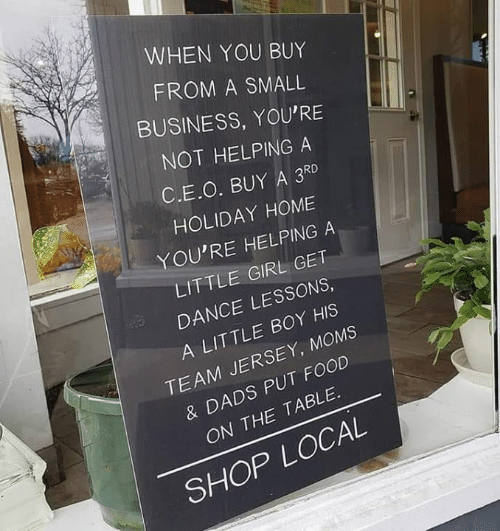 WHEN YOU BUY
FROM A SMALL
BUSINESS, YOU'RE
NOT HELPING A
C.E.O. BUY A 3RD
HOLIDAY HOME
YOU'RE HELPING A
LITTLE GIRL GET
DANCE LESSONS,
A LITTLE BOY HIS
TEAM JERSEY, MOMS
& DADS PUT FOOD
ON THE TABLE.
SHOP LOCAL